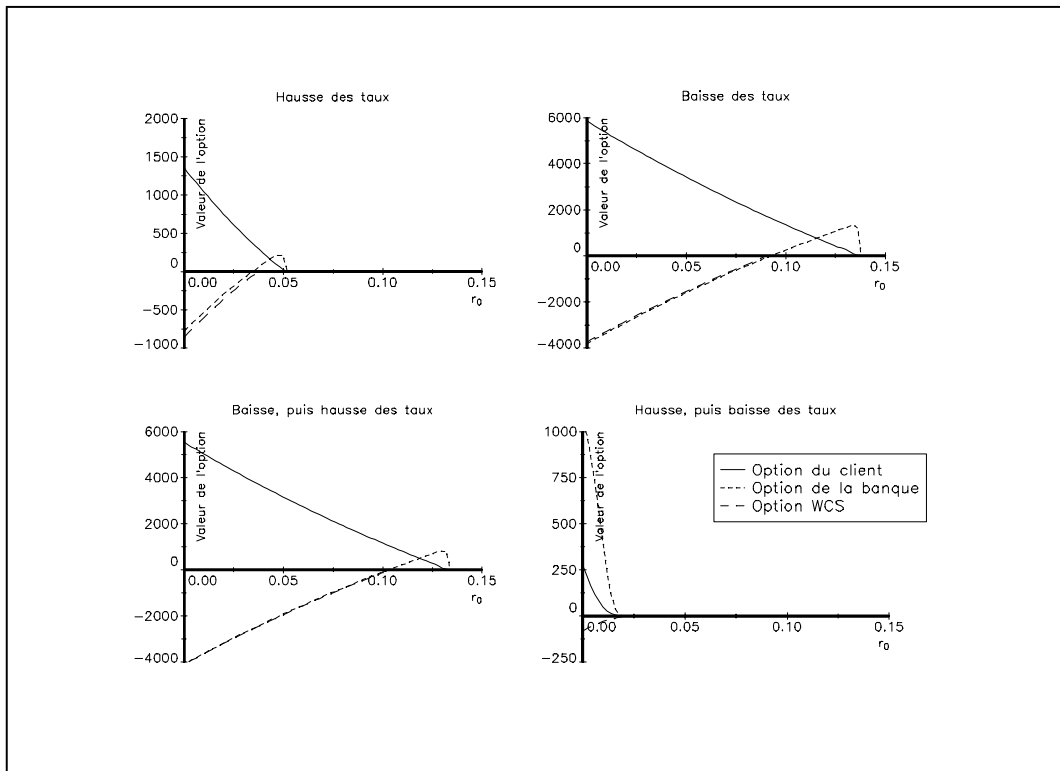 Hausse des taux
Valeur de l'option
2000
1500
1000
500
0
−500
−1000
0.00
0.05
0.10
0.15
r0
Baisse des taux
Valeur de l'option
6000
4000
2000
0
−2000
−4000
0.00
0.05
0.10
0.15
r0
Baisse, puis hausse des taux
Valeur de l'option
6000
4000
2000
0
−2000
−4000
0.00
0.05
0.10
0.15
r0
Hausse, puis baisse des taux
Valeur de l'option
1000
750
500
250
0
−250
0.00
0.05
0.10
0.15
r0
Option du client
Option de la banque
Option WCS